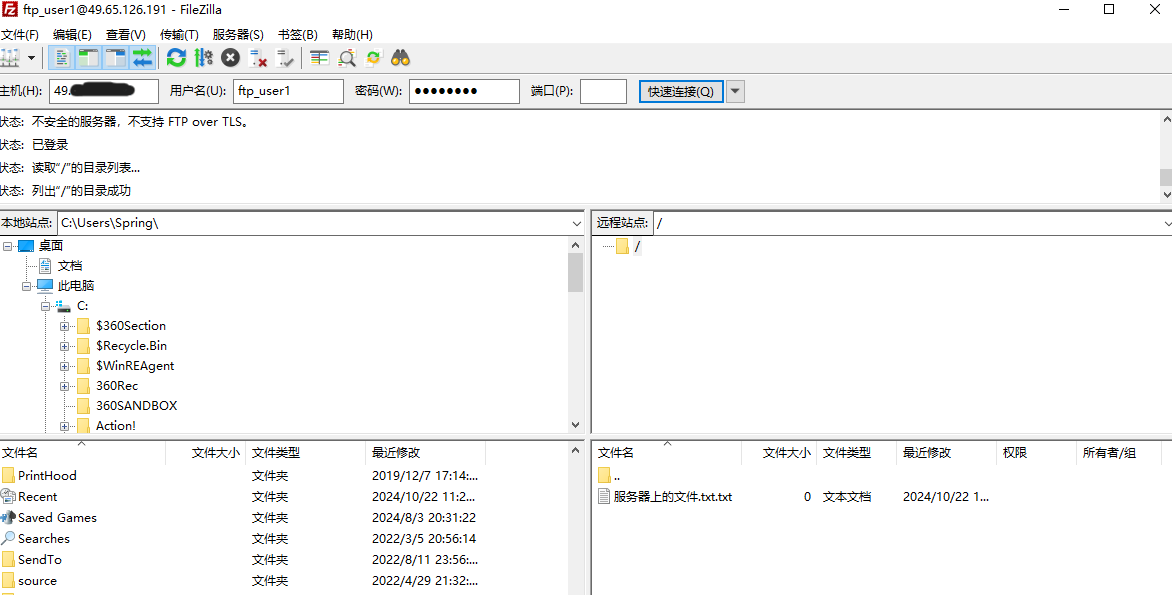 ftp_user1@49.65.126.191 - FileZilla
文件(F) 编辑(E) 查看(V) 传输(T) 服务器(S) 书签(B) 帮助(H)
主机(H): 49. 用户名(U): ftp_user1 密码(W): ●●●●●●●● 端口(P): 快速连接(Q)
状态: 不安全的服务器，不支持 FTP over TLS。
状态: 已登录
状态: 读取"/"的目录列表...
状态: 列出"/"的目录成功
本地站点: C:\Users\Spring\
桌面
文档
此电脑
C:
$360Section
$Recycle.Bin
$WinREAgent
360Rec
360SANDBOX
Action!
远程站点: /
/
文件名 文件大小 文件类型 最近修改
PrintHood 文件夹 2019/12/7 17:14:...
Recent 文件夹 2024/10/22 11:2...
Saved Games 文件夹 2024/8/3 20:31:22
Searches 文件夹 2022/3/5 20:56:14
SendTo 文件夹 2022/8/11 23:56:...
source 文件夹 2022/4/29 21:32:...
文件名 文件大小 文件类型 最近修改 权限 所有者/组
..
服务器上的文件.txt.txt 0 文本文档 2024/10/22 1...